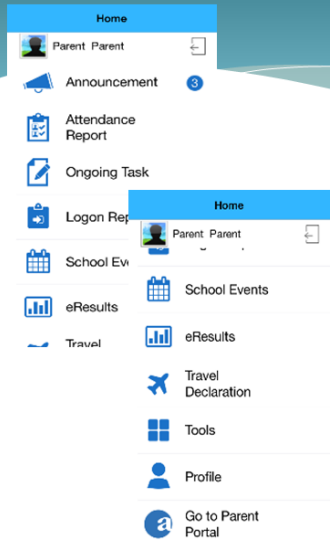 Home
Parent Parent
Announcement
3
Attendance
Report
Ongoing Task
Logon Rep
School Eve
eResults
Travel
Home
Parent Parent
School Events
eResults
Travel
Declaration
Tools
Profile
a
Go to Parent
Portal